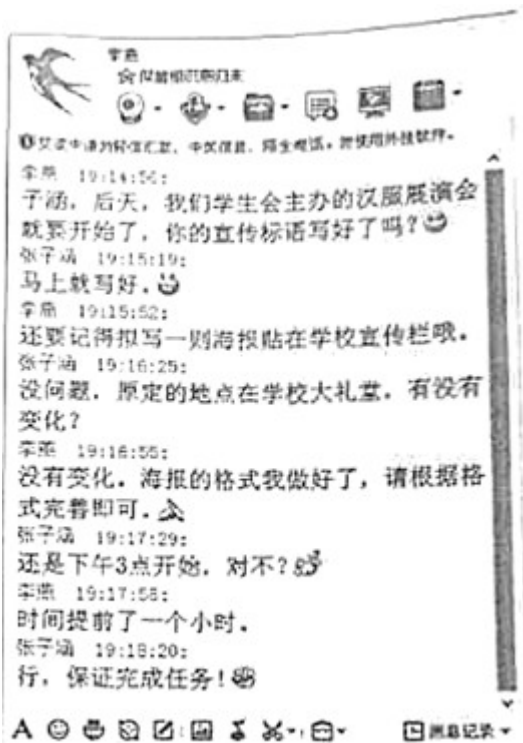 李燕
19:14:56:
子涵，后天，我们学生会主办的汉服展演会
就要开始了，你的宣传标语写好了吗？
张子涵 19:15:19:
马上就写好．
李燕 19:15:52:
还要记得拟写一则海报贴在学校宣传栏哦。
张子涵 19:16:25:
没问题．原定的地点在学校大礼堂．有没有
变化？
李燕 19:16:55:
没有变化．海报的格式我做好了，请根据格
式完善即可．
张子涵 19:17:29:
还是下午3点开始．对不？
李燕 19:17:58:
时间提前了一个小时．
张子涵 19:18:20:
行，保证完成任务！
A
消息记录